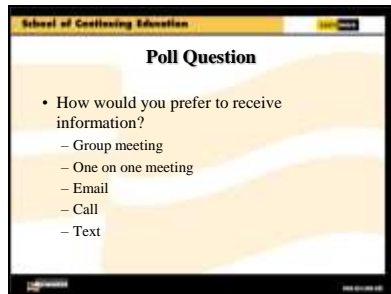 School of Continuing Education
Poll Question
• How would you prefer to receive
information?
– Group meeting
– One on one meeting
– Email
– Call
– Text